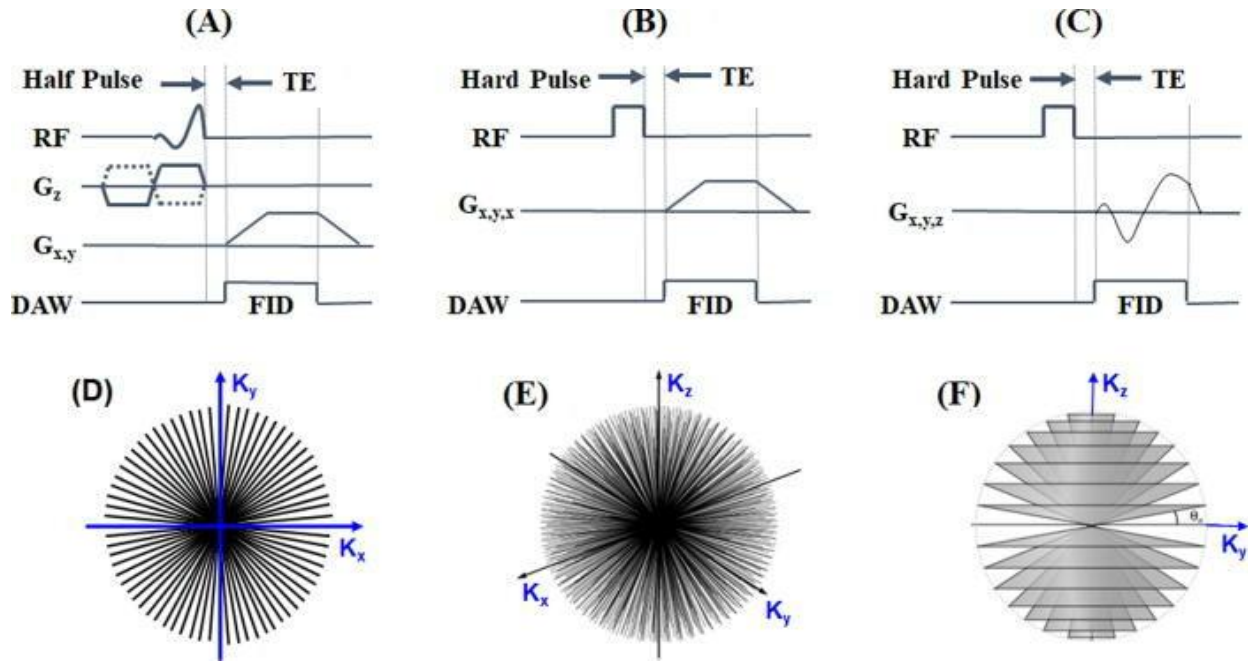 (A) (B) (C)
Half Pulse TE Hard Pulse TE Hard Pulse TE
RF RF RF
Gz
Gx,y,x Gx,y,z
Gx,y
DAW FID DAW FID DAW FID
(D) Ky (E) Kz (F) Kz
θ
Kx Kx Ky Ky